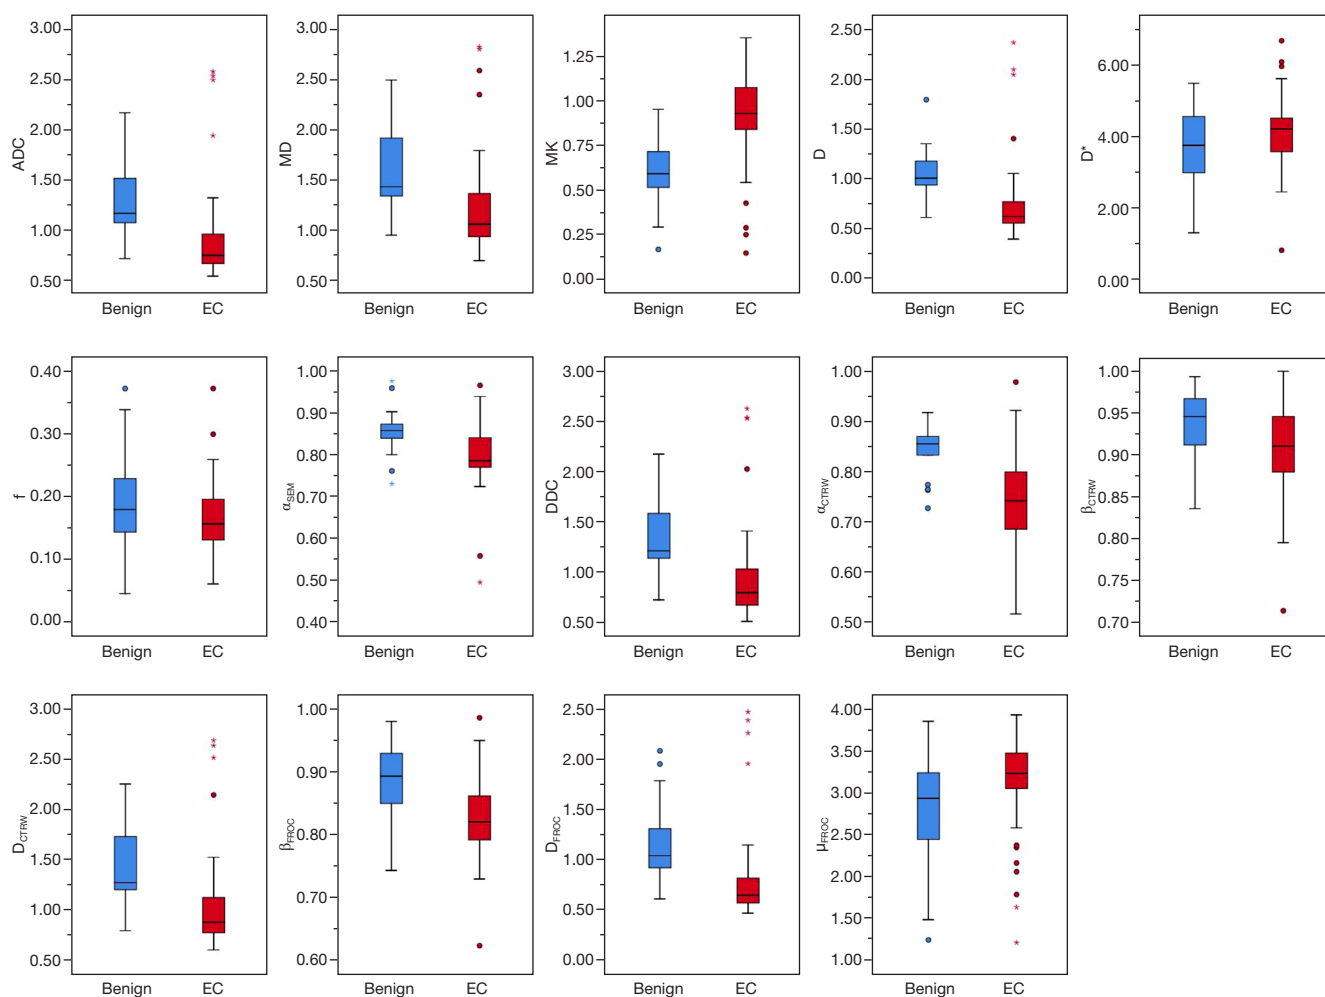 3.00
2.50
2.00
1.50
1.00
0.50
ADC
Benign EC
3.00
2.50
2.00
1.50
1.00
0.50
MD
Benign EC
1.25
1.00
0.75
0.50
0.25
0.00
MK
Benign EC
2.50
2.00
1.50
1.00
0.50
0.00
D
Benign EC
6.00
4.00
2.00
0.00
D*
Benign EC
0.40
0.30
0.20
0.10
0.00
f
Benign EC
1.00
0.90
0.80
0.70
0.60
0.50
0.40
αSEM
Benign EC
3.00
2.50
2.00
1.50
1.00
0.50
DDC
Benign EC
1.00
0.90
0.80
0.70
0.60
0.50
αCTRW
Benign EC
1.00
0.95
0.90
0.85
0.80
0.75
0.70
βCTRW
Benign EC
3.00
2.50
2.00
1.50
1.00
0.50
DCTRW
Benign EC
1.00
0.90
0.80
0.70
0.60
βFROC
Benign EC
2.50
2.00
1.50
1.00
0.50
0.00
DFROC
Benign EC
4.00
3.50
3.00
2.50
2.00
1.50
1.00
μFROC
Benign EC